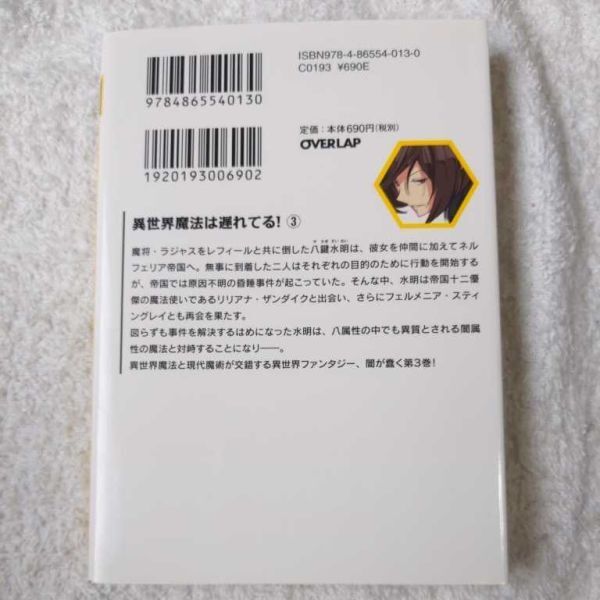 ISBN978-4-86554-013-0
C0193 ¥690E
9784865540130
定価：本体690円(税別)
OVERLAP
1920193006902
異世界魔法は遅れてる！③
魔将・ラジャスをレフィールと共に倒した八鍵水明は、彼女を仲間に加えてネル
フェリア帝国へ。無事に到着した二人はそれぞれの目的のために行動を開始する
が、帝国では原因不明の昏睡事件が起こっていた。そんな中、水明は帝国十二優
傑の魔法使いであるリリアナ・ザンダイクと出会い、さらにフェルメニア・スティ
ングレイとも再会を果たす。
図らずも事件を解決するはめになった水明は、八属性の中でも異質とされる闇属
性の魔法と対峙することになり――。
異世界魔法と現代魔術が交錯する異世界ファンタジー、闇が蠢く第3巻！